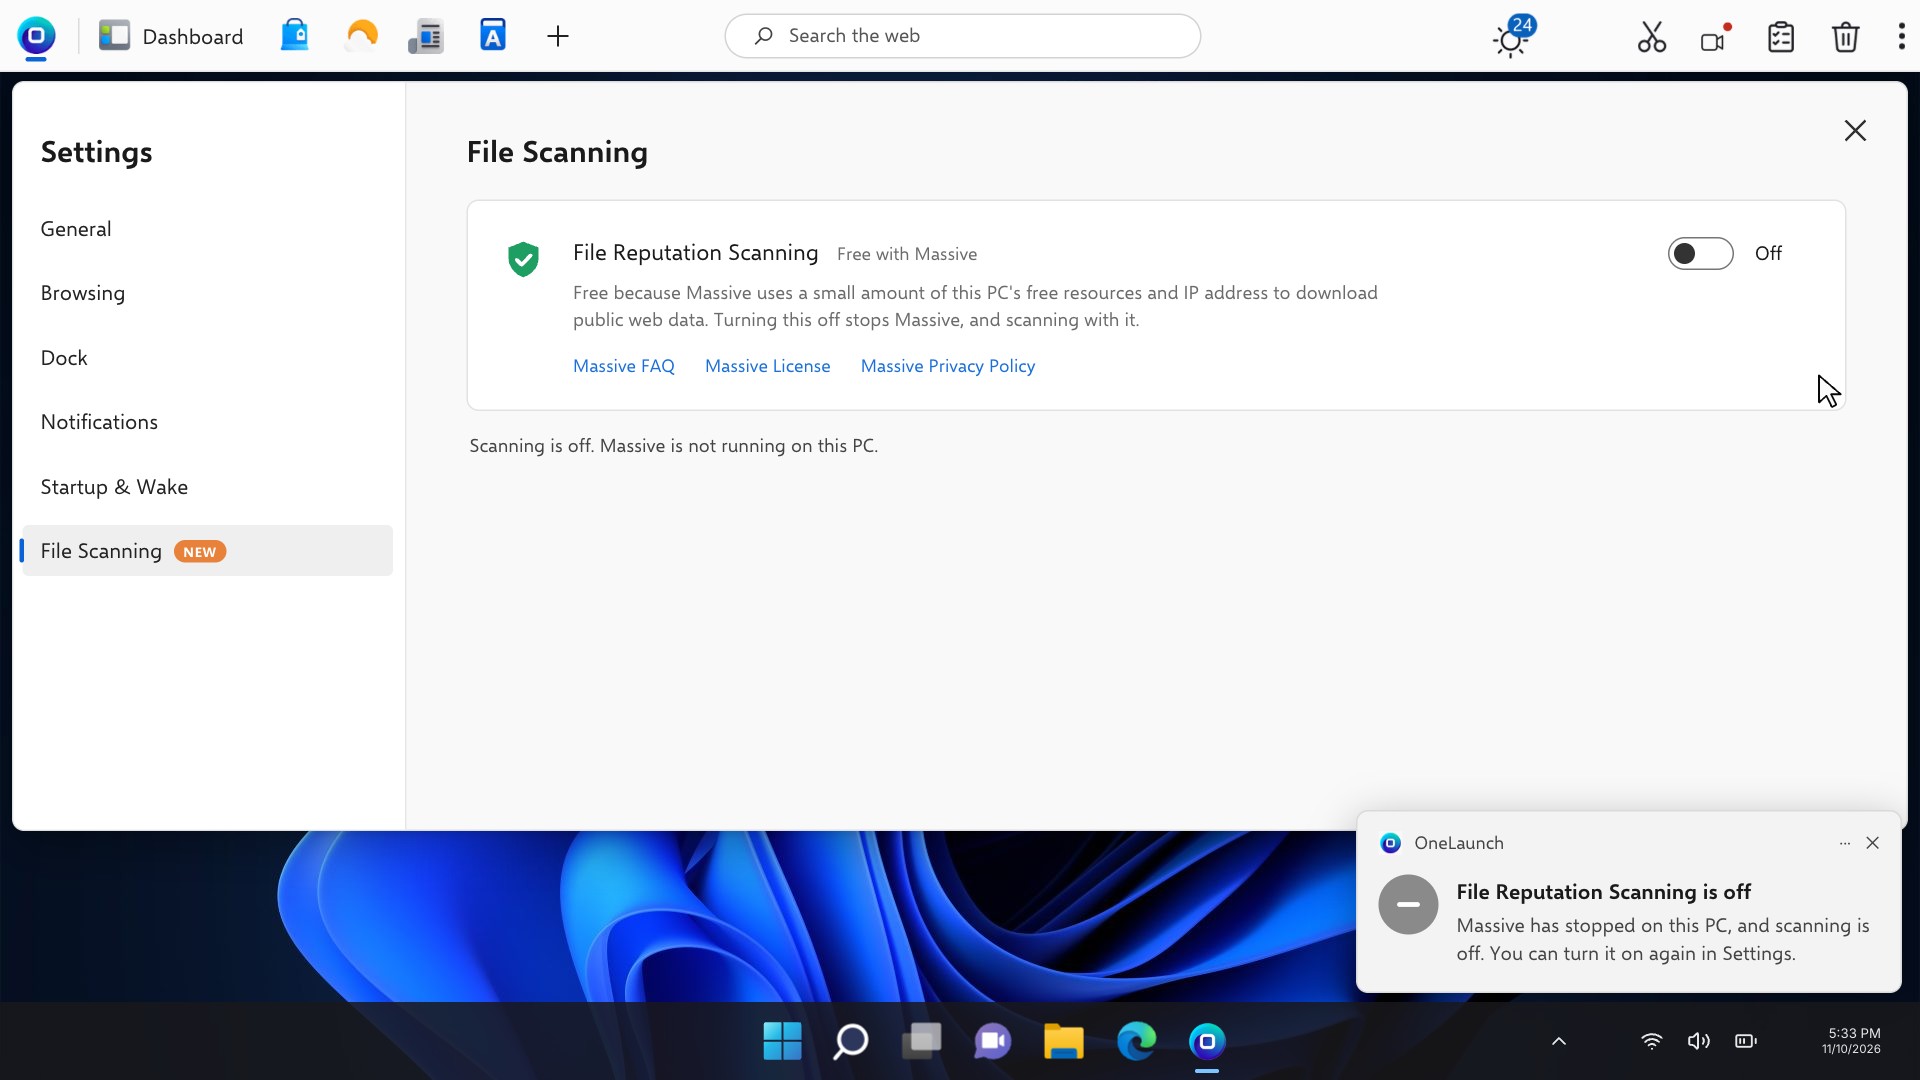 Dashboard
Search the web
24
Settings
General
Browsing
Dock
Notifications
Startup & Wake
File Scanning NEW
File Scanning
File Reputation Scanning Free with Massive
Off
Free because Massive uses a small amount of this PC's free resources and IP address to download
public web data. Turning this off stops Massive, and scanning with it.
Massive FAQ Massive License Massive Privacy Policy
Scanning is off. Massive is not running on this PC.
OneLaunch
File Reputation Scanning is off
Massive has stopped on this PC, and scanning is
off. You can turn it on again in Settings.
5:33 PM
11/10/2026